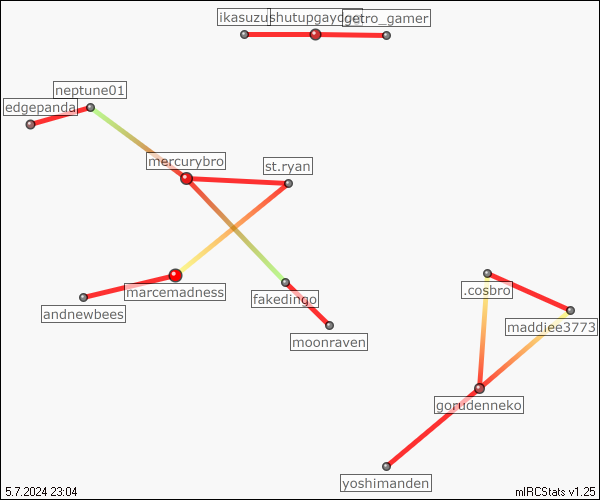 ikasuzu
getro_gamer
neptune01
edgepanda
mercurybro
st.ryan
.cosbro
marcemadness
fakedingo
andnewbees
maddiee3773
moonraven
gorudenneko
yoshimanden
5.7.2024 23:04
mIRCStats v1.25